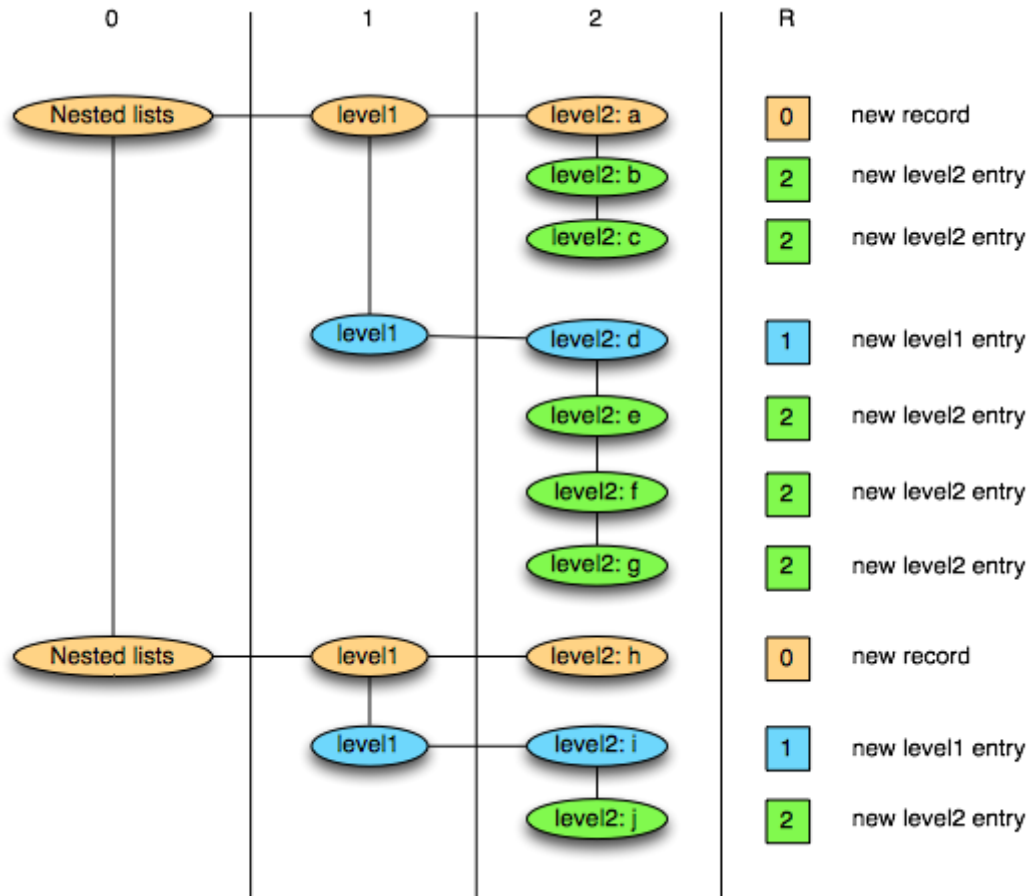 0 1 2 R
Nested lists level1 level2: a 0 new record
level2: b 2 new level2 entry
level2: c 2 new level2 entry
level1 level2: d 1 new level1 entry
level2: e 2 new level2 entry
level2: f 2 new level2 entry
level2: g 2 new level2 entry
Nested lists level1 level2: h 0 new record
level1 level2: i 1 new level1 entry
level2: j 2 new level2 entry